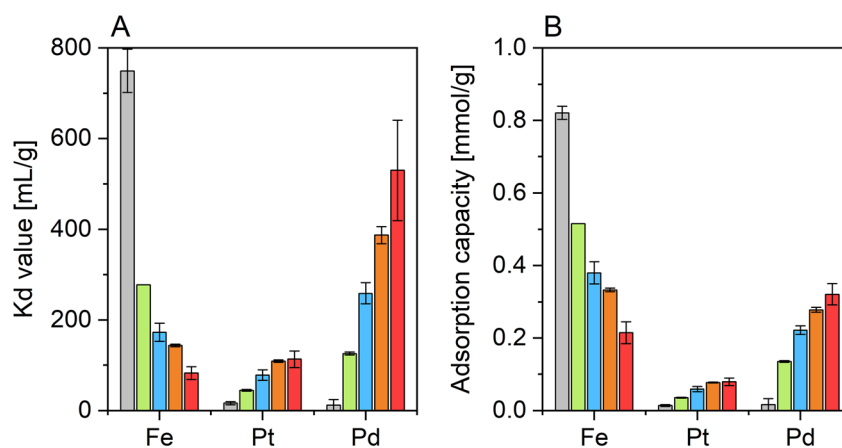 A
Kd value [mL/g]
800
600
400
200
0
Fe Pt Pd
B
Adsorption capacity [mmol/g]
1.0
0.8
0.6
0.4
0.2
0.0
Fe Pt Pd